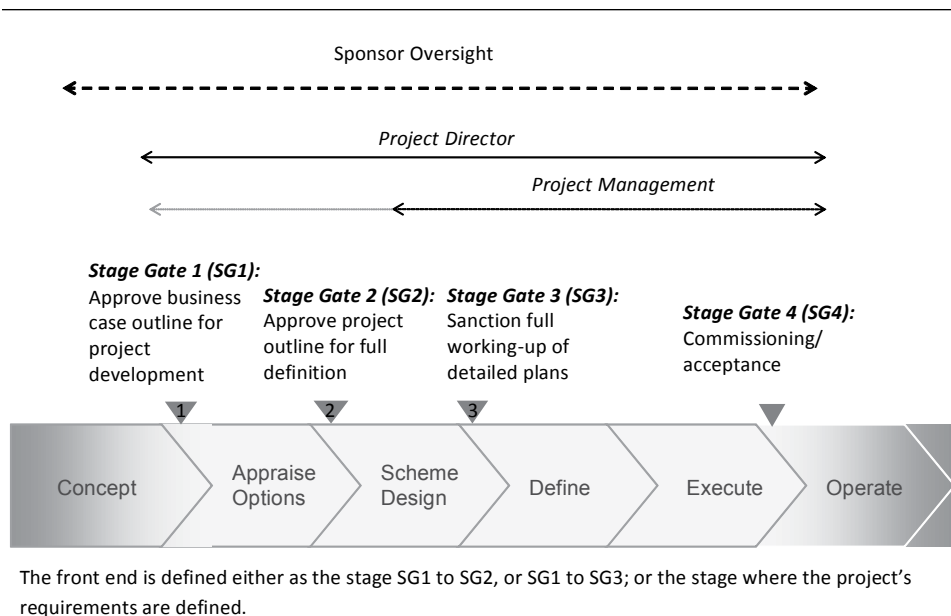 Sponsor Oversight
Project Director
Project Management
Stage Gate 1 (SG1):
Approve business
case outline for
project
development
Stage Gate 2 (SG2):
Approve project
outline for full
definition
Stage Gate 3 (SG3):
Sanction full
working-up of
detailed plans
Stage Gate 4 (SG4):
Commissioning/
acceptance
1
2
3
Concept
Appraise
Options
Scheme
Design
Define
Execute
Operate
The front end is defined either as the stage SG1 to SG2, or SG1 to SG3; or the stage where the project’s
requirements are defined.